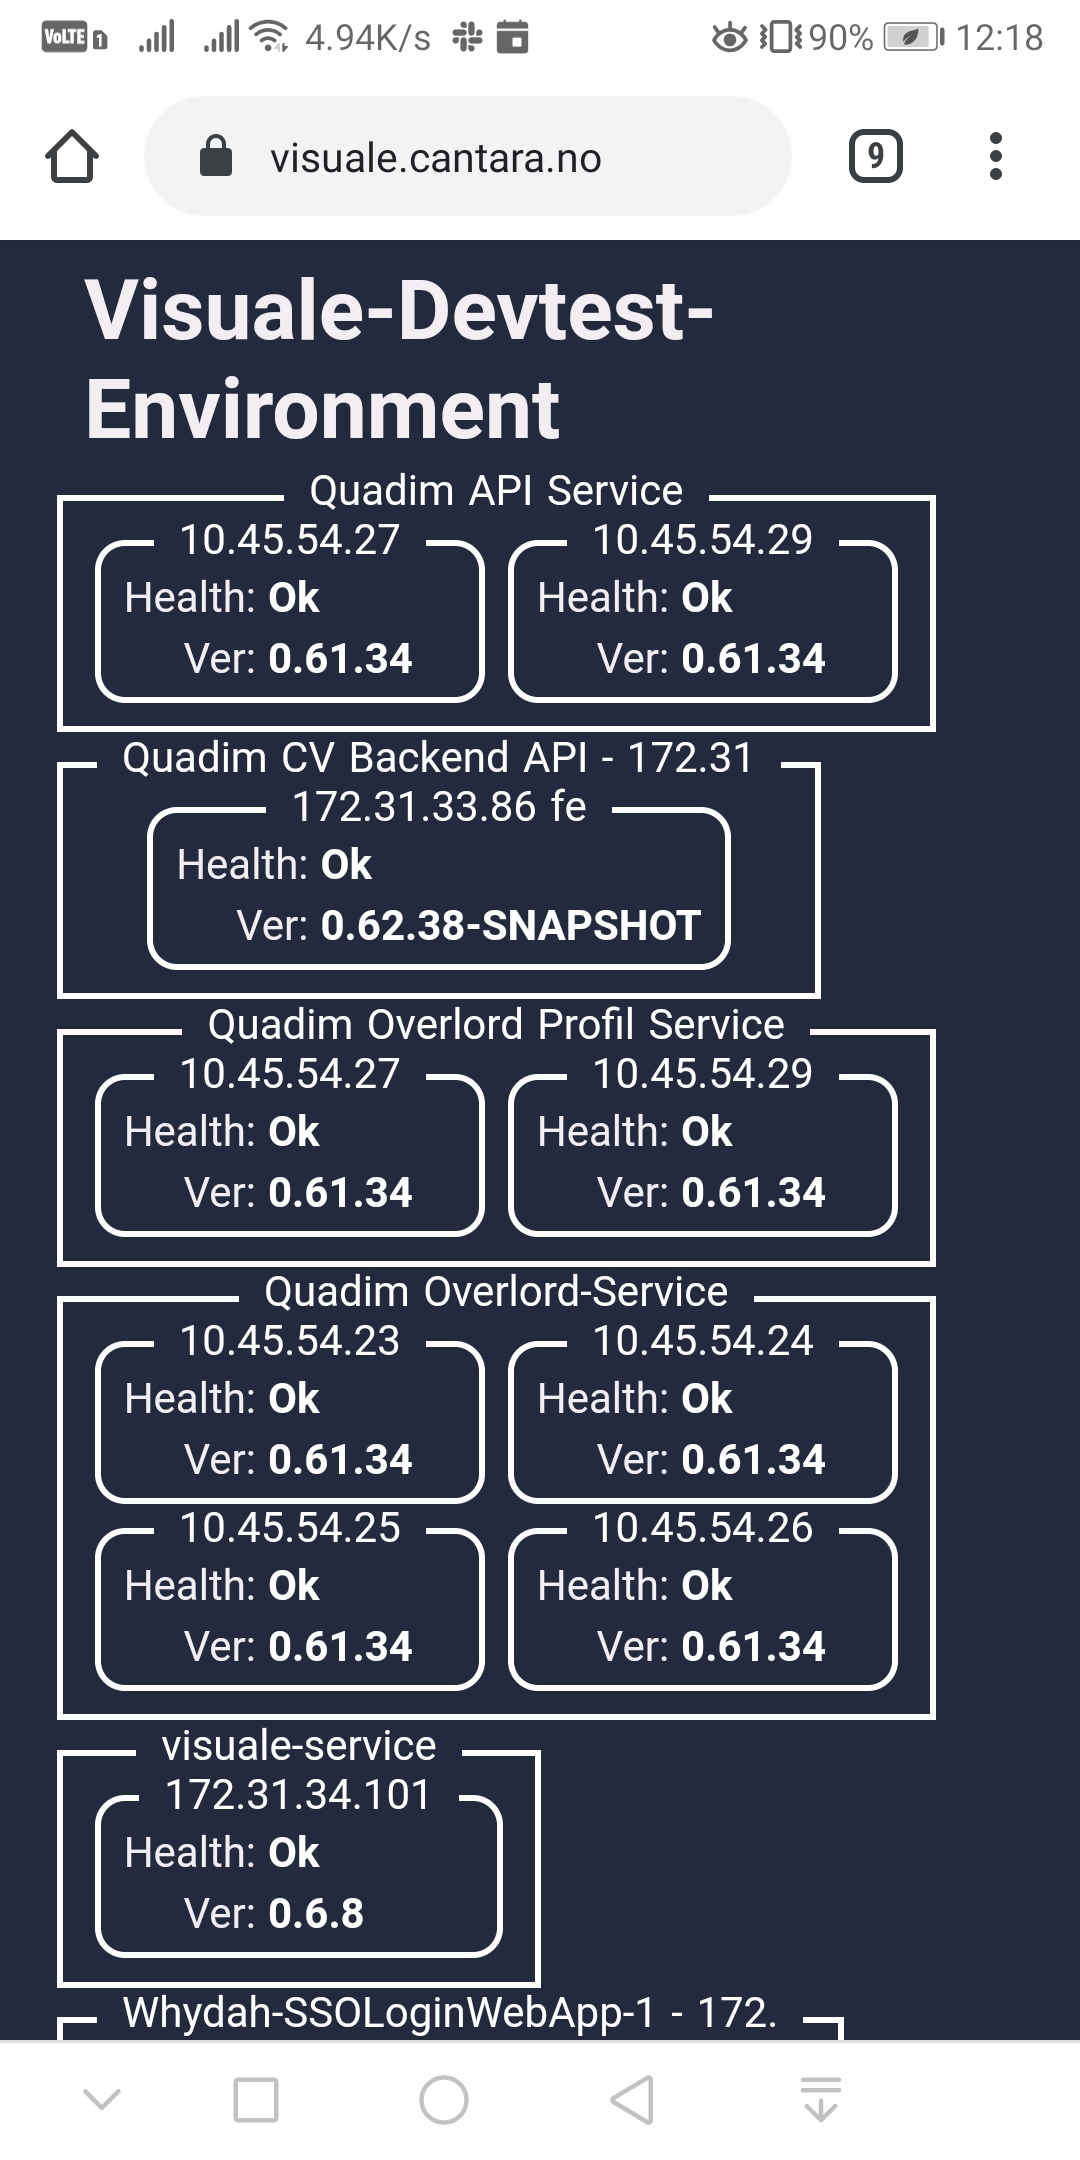 VoLTE 1 4.94K/s 90% 12:18
visuale.cantara.no 9
Visuale-Devtest-
Environment
Quadim API Service
10.45.54.27 10.45.54.29
Health: Ok Health: Ok
Ver: 0.61.34 Ver: 0.61.34
Quadim CV Backend API - 172.31
172.31.33.86 fe
Health: Ok
Ver: 0.62.38-SNAPSHOT
Quadim Overlord Profil Service
10.45.54.27 10.45.54.29
Health: Ok Health: Ok
Ver: 0.61.34 Ver: 0.61.34
Quadim Overlord-Service
10.45.54.23 10.45.54.24
Health: Ok Health: Ok
Ver: 0.61.34 Ver: 0.61.34
10.45.54.25 10.45.54.26
Health: Ok Health: Ok
Ver: 0.61.34 Ver: 0.61.34
visuale-service
172.31.34.101
Health: Ok
Ver: 0.6.8
Whydah-SSOLoginWebApp-1 - 172.